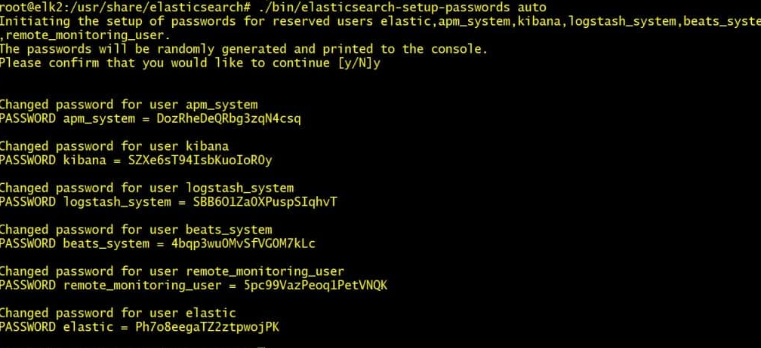 root@elk2:/usr/share/elasticsearch# ./bin/elasticsearch-setup-passwords auto
Initiating the setup of passwords for reserved users elastic,apm_system,kibana,logstash_system,beats_syste
,remote_monitoring_user.
The passwords will be randomly generated and printed to the console.
Please confirm that you would like to continue [y/N]y
Changed password for user apm_system
PASSWORD apm_system = DozRheDeQRbg3zqN4csq
Changed password for user kibana
PASSWORD kibana = SZXe6sT94IsbKuoIoR0y
Changed password for user logstash_system
PASSWORD logstash_system = SBB6O1ZaOXPuspSIqhvT
Changed password for user beats_system
PASSWORD beats_system = 4bqp3wu0MvSfVGOM7kLc
Changed password for user remote_monitoring_user
PASSWORD remote_monitoring_user = 5pc99VazPeoq1PetVNQK
Changed password for user elastic
PASSWORD elastic = Ph7o8eegaTZ2ztpwojPK